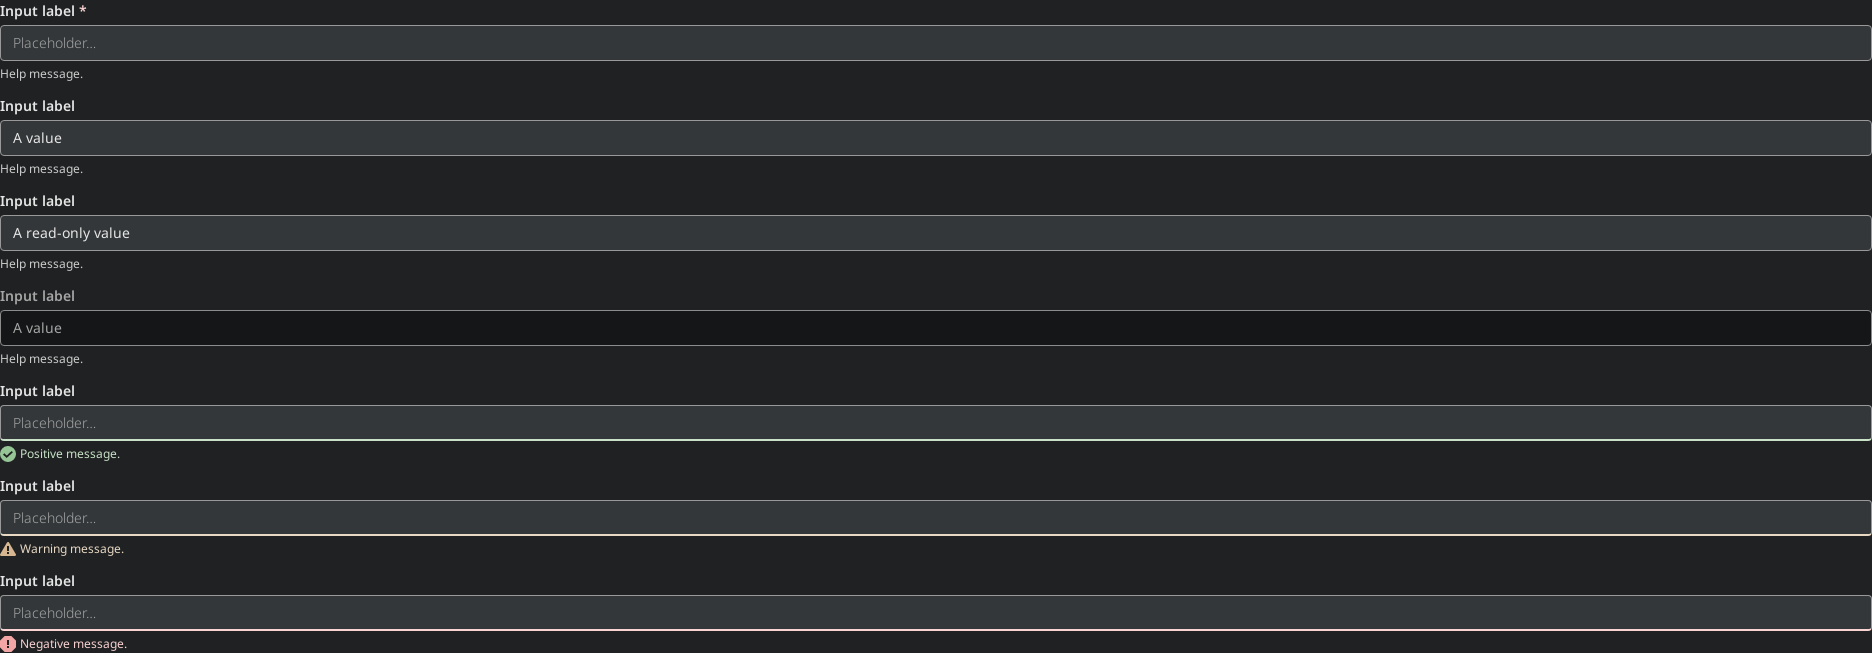 Input label *
Placeholder...
Help message.
Input label
A value
Help message.
Input label
A read-only value
Help message.
Input label
A value
Help message.
Input label
Placeholder...
Positive message.
Input label
Placeholder...
Warning message.
Input label
Placeholder...
Negative message.